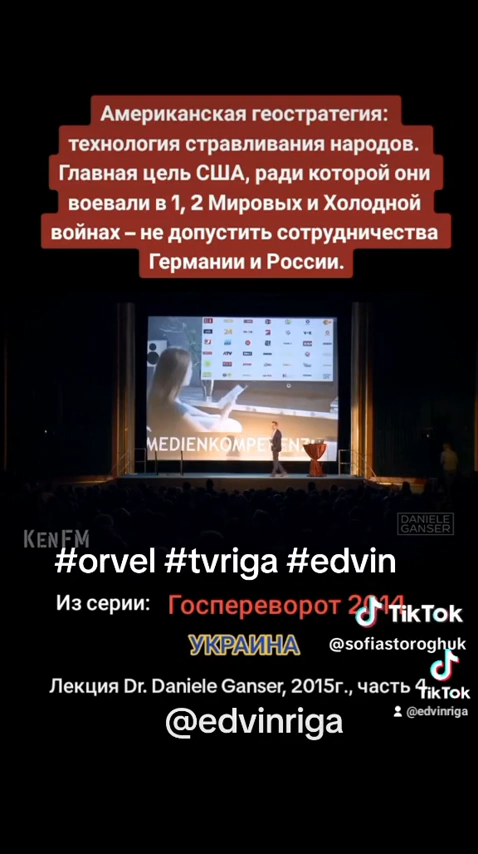 Американская геостратегия:
технология стравливания народов.
Главная цель США, ради которой они
воевали в 1, 2 Мировых и Холодной
войнах – не допустить сотрудничества
Германии и России.
MEDIENKOMPETENZ
DANIELE
GANSER
KENFM
#orvel #tvriga #edvin
Из серии: Госпереворот 2014
TikTok
УКРАИНА
@sofiastoroghuk
Лекция Dr. Daniele Ganser, 2015г., часть 4
TikTok
@edvinriga
@edvinriga